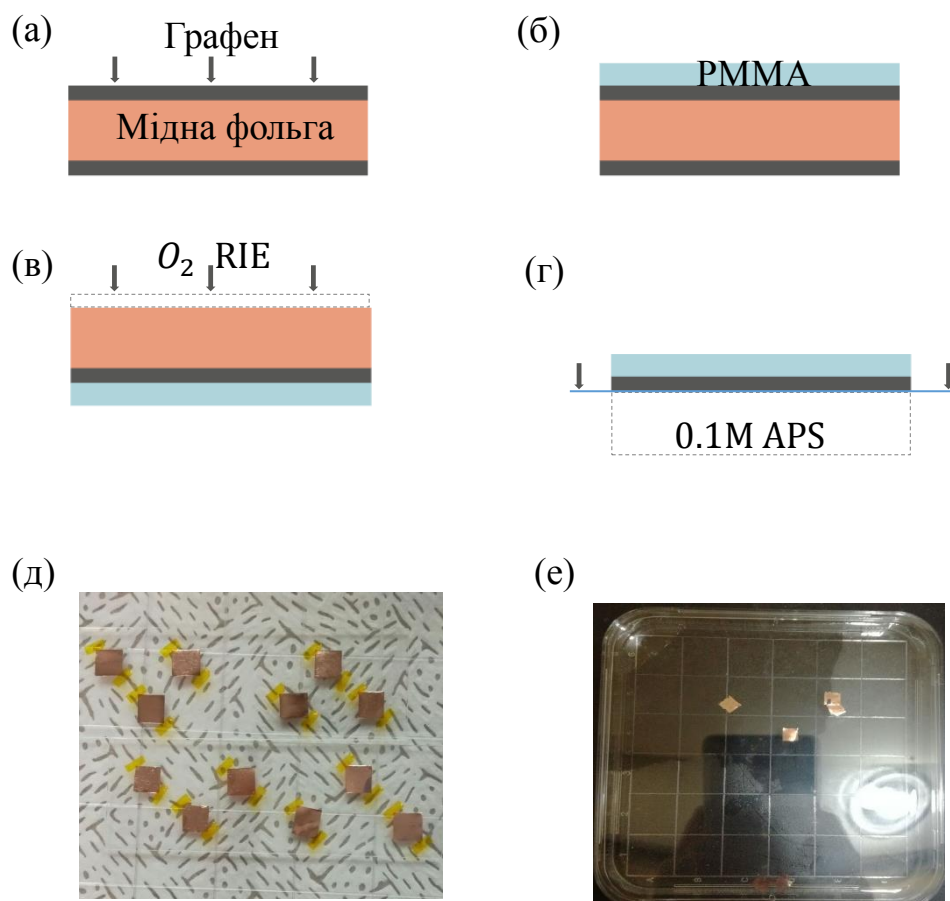 (а)
Графен
Мідна фольга
(б)
PMMA
(в)
O₂ RIE
(г)
0.1M APS
(д)
(е)